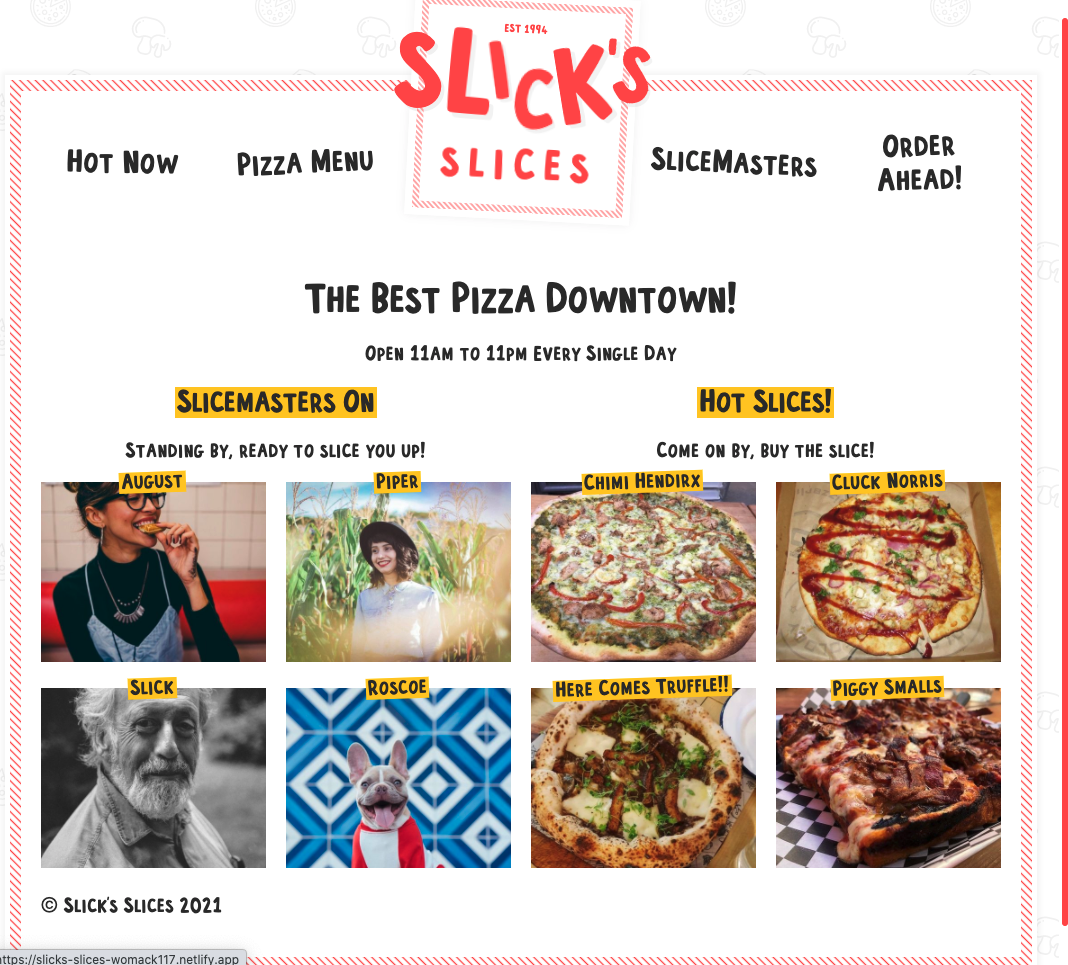 EST 1994
SLICK'S
SLICES
Hot Now
Pizza Menu
SliceMasters
Order
Ahead!
The Best Pizza Downtown!
Open 11am to 11pm Every Single Day
Slicemasters On
Standing by, ready to slice you up!
Hot Slices!
Come on by, buy the slice!
August
Piper
Chimi Hendirx
Cluck Norris
Slick
Roscoe
Here Comes Truffle!!
Piggy Smalls
© Slick's Slices 2021
https://slicks-slices-womack117.netlify.app